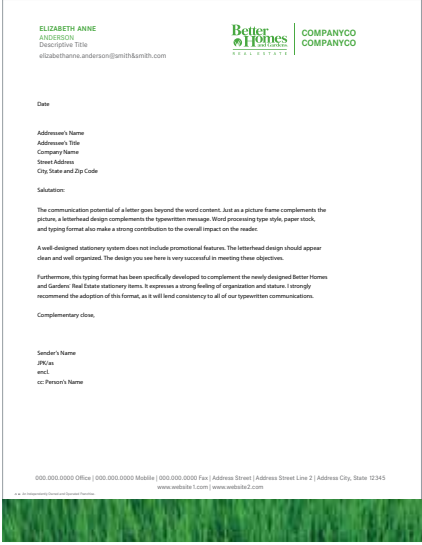 ELIZABETH ANNE
ANDERSON
Descriptive Title
elizabethanne.anderson@smith&smith.com
Better
Homes
and Gardens
REAL ESTATE
COMPANYCO
COMPANYCO
Date
Addressee's Name
Addressee's Title
Company Name
Street Address
City, State and Zip Code
Salutation:
The communication potential of a letter goes beyond the word content. Just as a picture frame complements the
picture, a letterhead design complements the typewritten message. Word processing type style, paper stock,
and typing format also make a strong contribution to the overall impact on the reader.
A well-designed stationery system does not include promotional features. The letterhead design should appear
clean and well organized. The design you see here is very successful in meeting these objectives.
Furthermore, this typing format has been specifically developed to complement the newly designed Better Homes
and Gardens® Real Estate stationery items. It expresses a strong feeling of organization and stature. I strongly
recommend the adoption of this format, as it will lend consistency to all of our typewritten communications.
Complementary close,
Sender's Name
JPK/as
encl.
cc: Person's Name
000.000.0000 Office | 000.000.0000 Mobile | 000.000.0000 Fax | Address Street | Address Street Line 2 | Address City, State 12345
www.website1.com | www.website2.com
An Independently Owned and Operated Franchise.